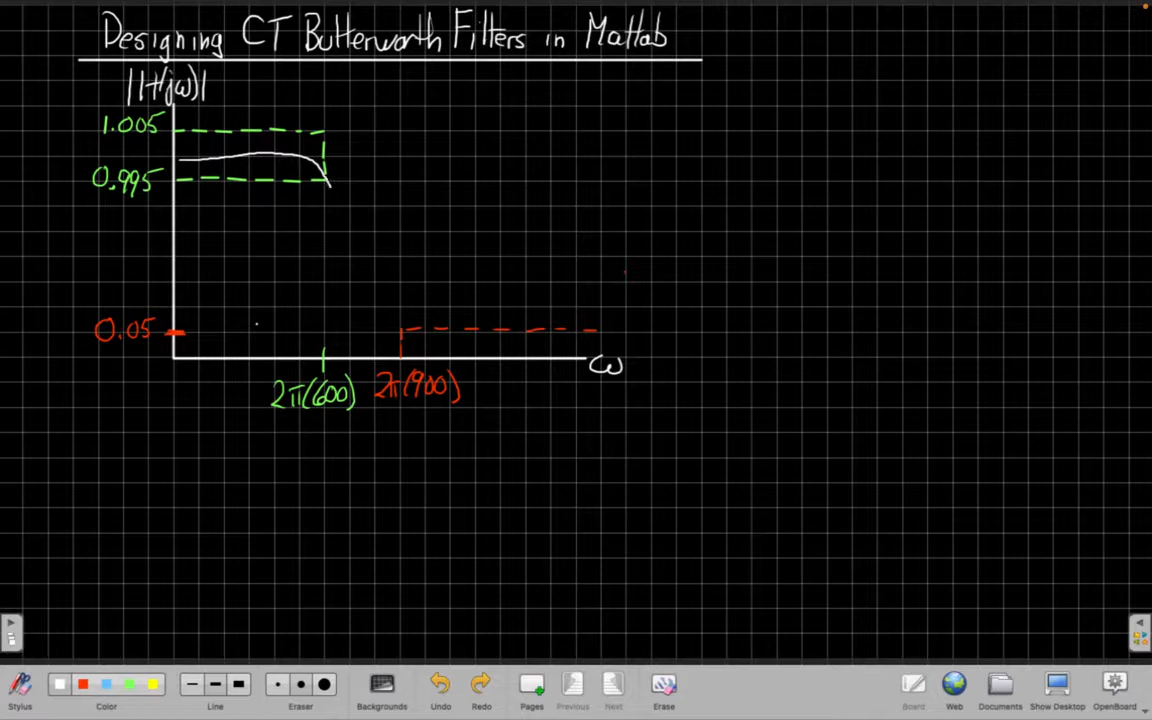 Designing CT Butterworth Filters in Matlab
|H(jω)|
1.005
0.995
0.05
ω
2π(600) 2π(900)
Stylus Color Line Eraser Backgrounds Undo Redo Pages Previous Next Erase Board Web Documents Show Desktop OpenBoard